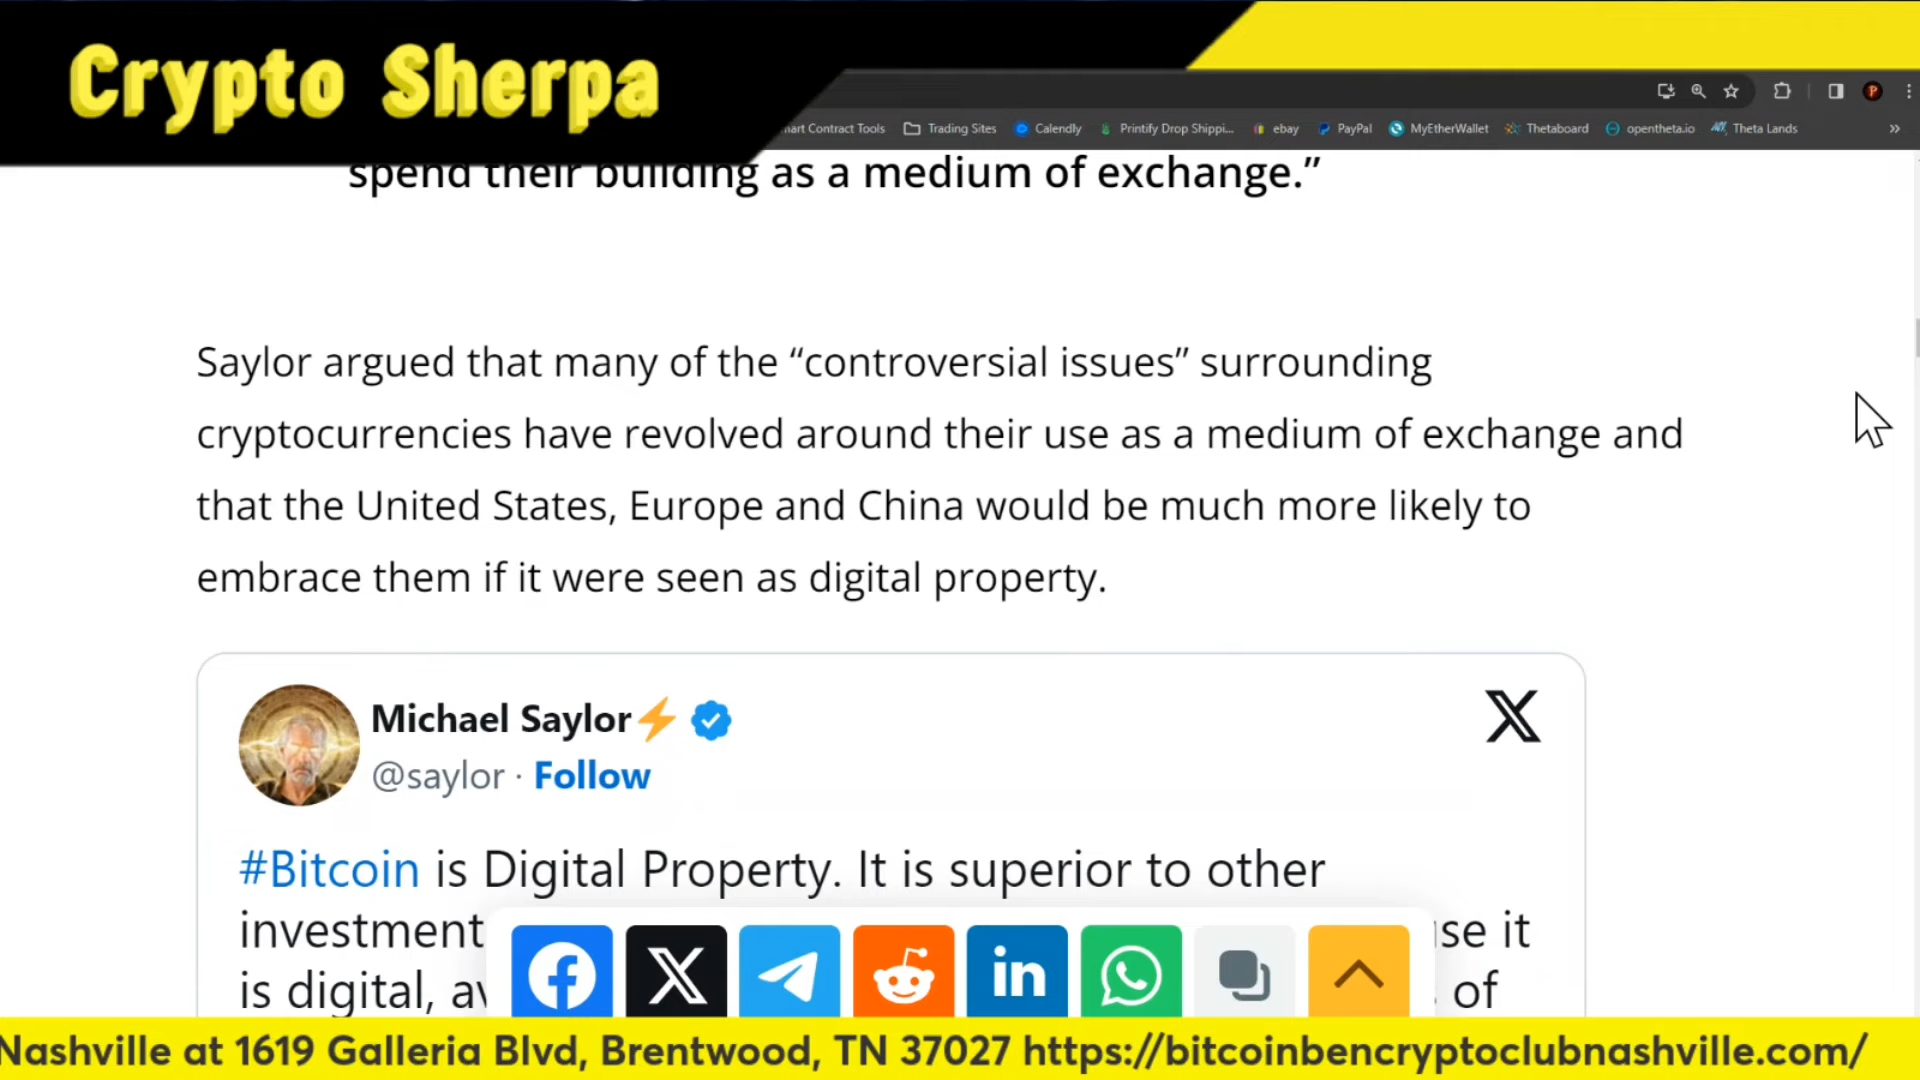 Crypto Sherpa
mart Contract Tools Trading Sites Calendly Printify Drop Shippi... ebay PayPal MyEtherWallet Thetaboard opentheta.io Theta Lands
spend their building as a medium of exchange.”
Saylor argued that many of the “controversial issues” surrounding
cryptocurrencies have revolved around their use as a medium of exchange and
that the United States, Europe and China would be much more likely to
embrace them if it were seen as digital property.
Michael Saylor⚡
@saylor · Follow
#Bitcoin is Digital Property. It is superior to other
investment se it
is digital, of
Nashville at 1619 Galleria Blvd, Brentwood, TN 37027 https://bitcoinbencryptoclubnashville.com/